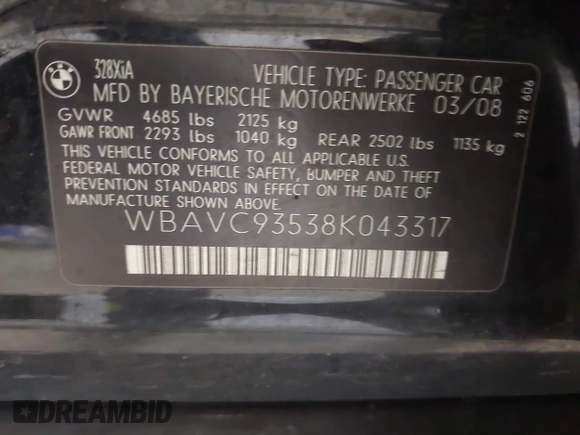 BMW
328XiA
VEHICLE TYPE: PASSENGER CAR
MFD BY BAYERISCHE MOTORENWERKE 03/08
GVWR 4685 lbs 2125 kg
GAWR FRONT 2293 lbs 1040 kg REAR 2502 lbs 1135 kg
THIS VEHICLE CONFORMS TO ALL APPLICABLE U.S.
FEDERAL MOTOR VEHICLE SAFETY, BUMPER AND THEFT
PREVENTION STANDARDS IN EFFECT ON THE DATE OF
MANUFACTURE SHOWN ABOVE.
WBAVC93538K043317
2 122 606
DREAMBID